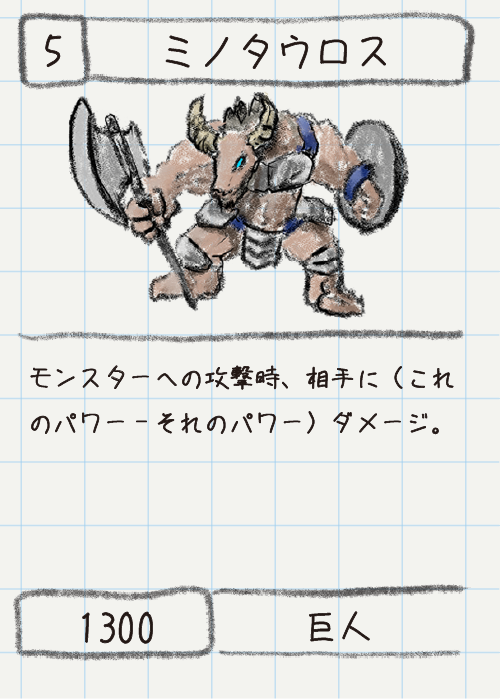 5
ミノタウロス
モンスターへの攻撃時、相手に（これ
のパワー－それのパワー）ダメージ。
1300
巨人